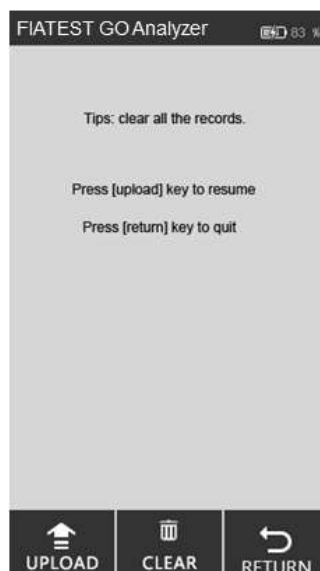 FIATEST GO Analyzer 83 %
Tips: clear all the records.
Press [upload] key to resume
Press [return] key to quit
UPLOAD CLEAR RETURN